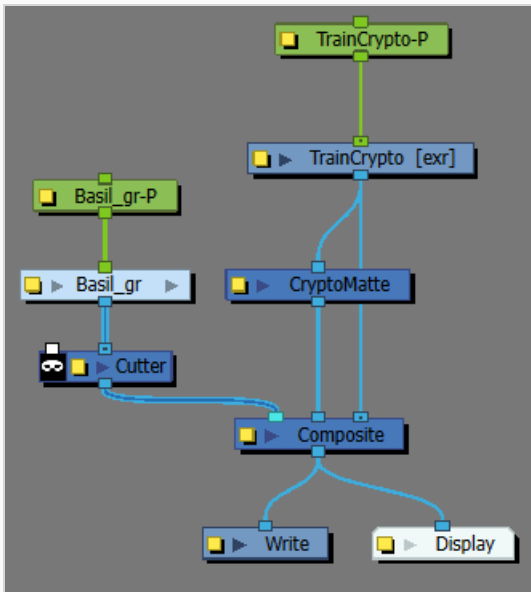 TrainCrypto-P
TrainCrypto [exr]
Basil_gr-P
Basil_gr
CryptoMatte
Cutter
Composite
Write
Display